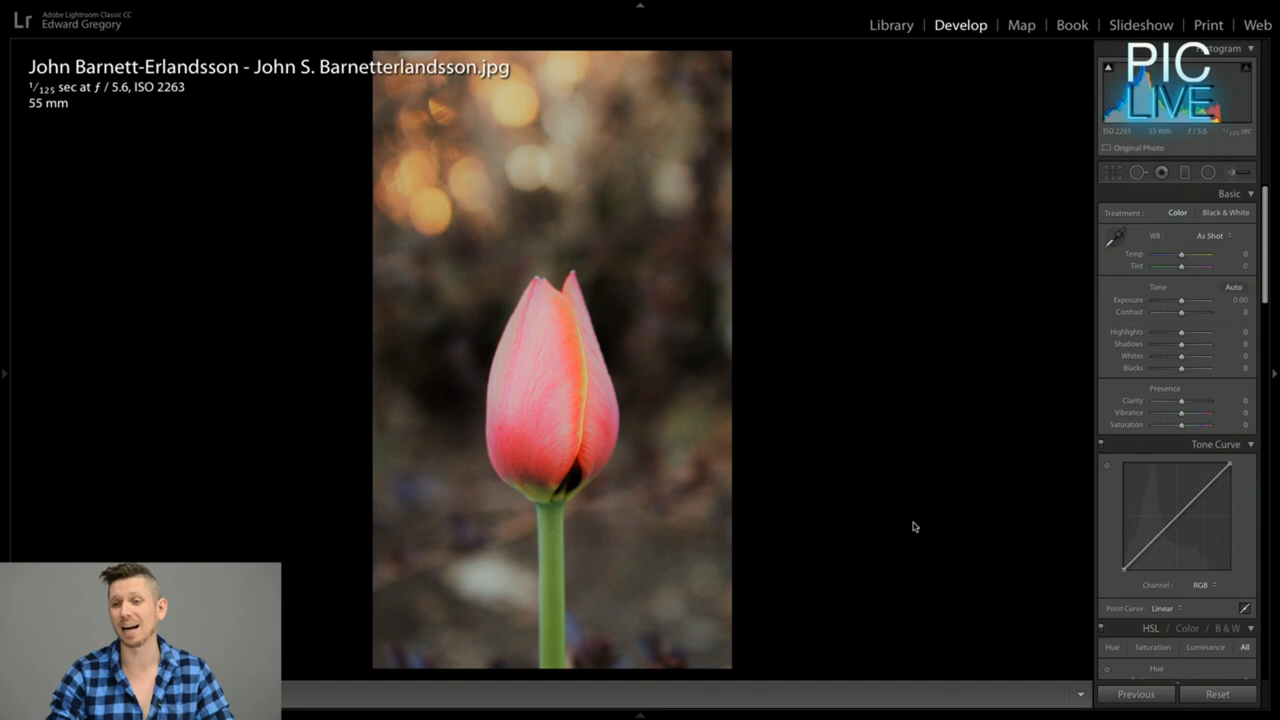 Lr
Adobe Lightroom Classic CC
Edward Gregory
Library | Develop | Map | Book | Slideshow | Print | Web
John Barnett-Erlandsson - John S. Barnetterlandsson.jpg
1/125 sec at ƒ / 5.6, ISO 2263
55 mm
Histogram
PIC
LIVE
ISO 2263 55 mm ƒ / 5.6 1/125 sec
Original Photo
Basic
Treatment : Color Black & White
WB : As Shot
Temp 0
Tint 0
Tone Auto
Exposure 0.00
Contrast 0
Highlights 0
Shadows 0
Whites 0
Blacks 0
Presence
Clarity 0
Vibrance 0
Saturation 0
Tone Curve
Channel : RGB
Point Curve : Linear
HSL / Color / B & W
Hue Saturation Luminance All
Hue
Previous Reset